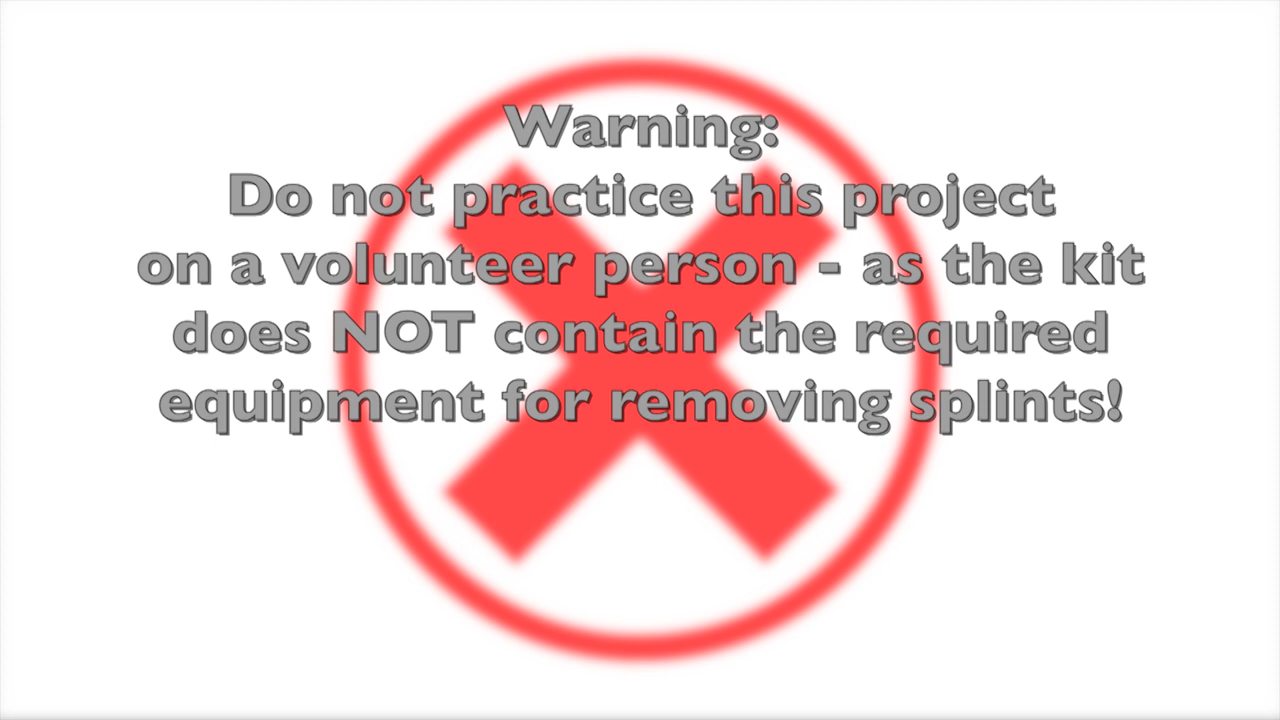 Warning:
Do not practice this project
on a volunteer person - as the kit
does NOT contain the required
equipment for removing splints!